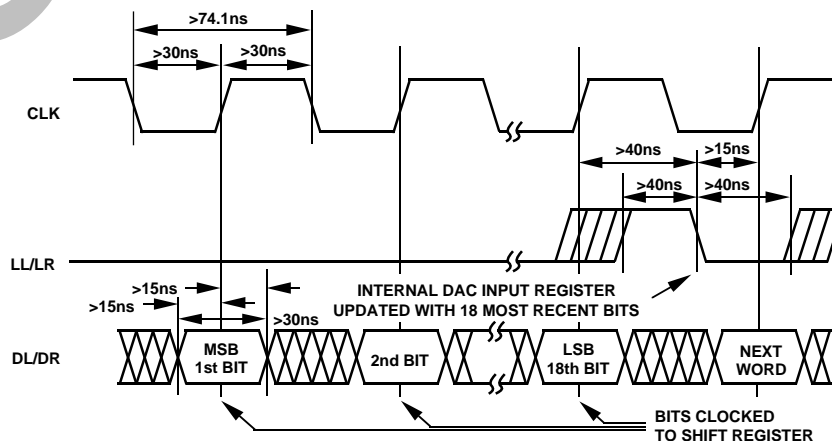 >74.1ns
>30ns >30ns
CLK
>40ns >15ns
>40ns >40ns
LL/LR
>15ns
>15ns
INTERNAL DAC INPUT REGISTER
UPDATED WITH 18 MOST RECENT BITS
>30ns
DL/DR
MSB
1st BIT
2nd BIT
LSB
18th BIT
NEXT
WORD
BITS CLOCKED
TO SHIFT REGISTER